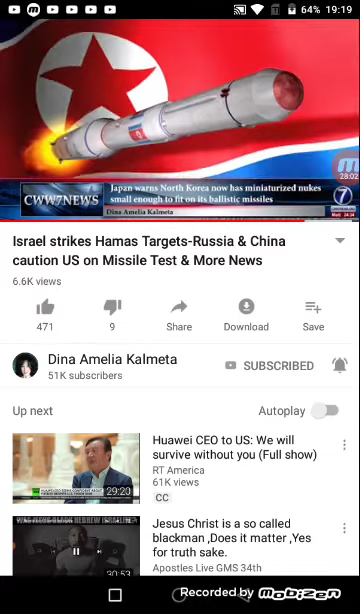 64% 19:19
28:02
CWW7NEWS
Japan warns North Korea now has miniaturized nukes
small enough to fit on its ballistic missiles
Dina Amelia Kalmeta
7
Israel strikes Hamas Targets-Russia & China
caution US on Missile Test & More News
6.6K views
471 9 Share Download Save
Dina Amelia Kalmeta
51K subscribers
SUBSCRIBED
Up next Autoplay
Huawei CEO to US: We will
survive without you (Full show)
RT America
61K views
CC
29:20
Jesus Christ is a so called
blackman ,Does it matter ,Yes
for truth sake.
Apostles Live GMS 34th
30:53
Recorded by Mobizen